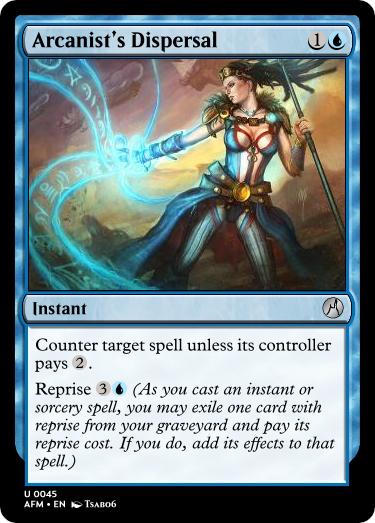 Arcanist's Dispersal 1
Instant
Counter target spell unless its controller
pays 2.
Reprise 3 (As you cast an instant or
sorcery spell, you may exile one card with
reprise from your graveyard and pay its
reprise cost. If you do, add its effects to that
spell.)
U 0045
AFM • EN TSABO6